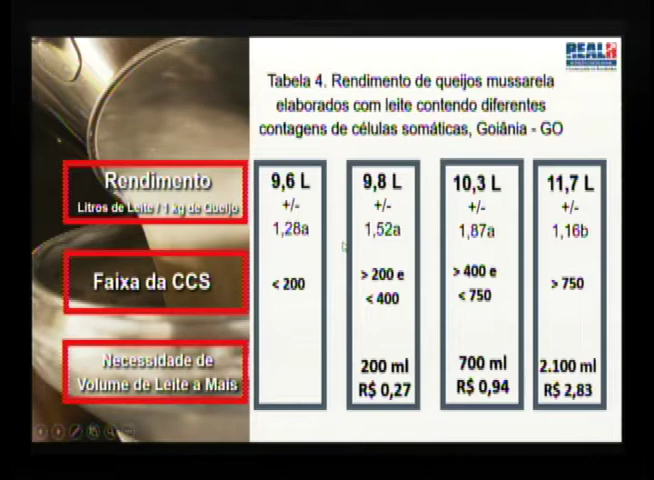 REAL
Tabela 4. Rendimento de queijos mussarela
elaborados com leite contendo diferentes
contagens de células somáticas, Goiânia - GO
Rendimento
Litros de Leite / 1 kg de Queijo
9,6 L
+/-
1,28a
9,8 L
+/-
1,52a
10,3 L
+/-
1,87a
11,7 L
+/-
1,16b
Faixa da CCS
< 200
> 200 e
< 400
> 400 e
< 750
> 750
Necessidade de
Volume de Leite a Mais
200 ml
R$ 0,27
700 ml
R$ 0,94
2.100 ml
R$ 2,83